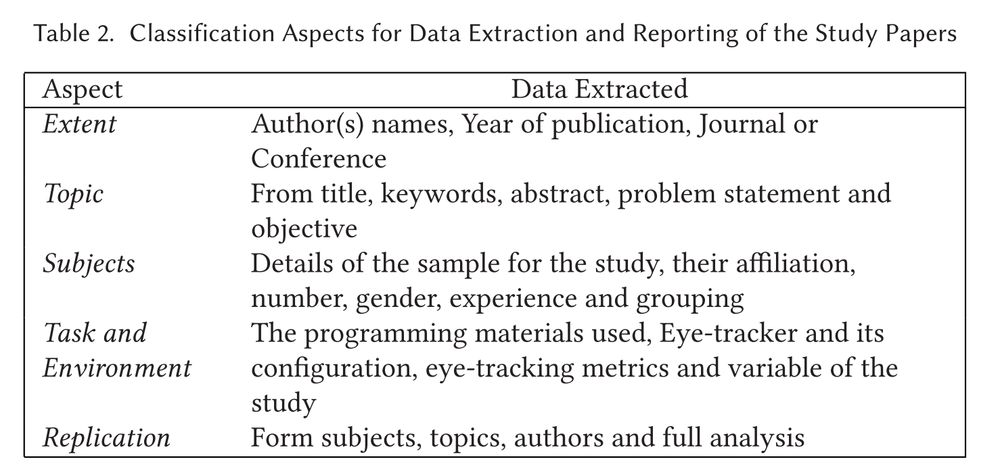 Table 2. Classification Aspects for Data Extraction and Reporting of the Study Papers
Aspect Data Extracted
Extent Author(s) names, Year of publication, Journal or
Conference
Topic From title, keywords, abstract, problem statement and
objective
Subjects Details of the sample for the study, their affiliation,
number, gender, experience and grouping
Task and The programming materials used, Eye-tracker and its
Environment configuration, eye-tracking metrics and variable of the
study
Replication Form subjects, topics, authors and full analysis